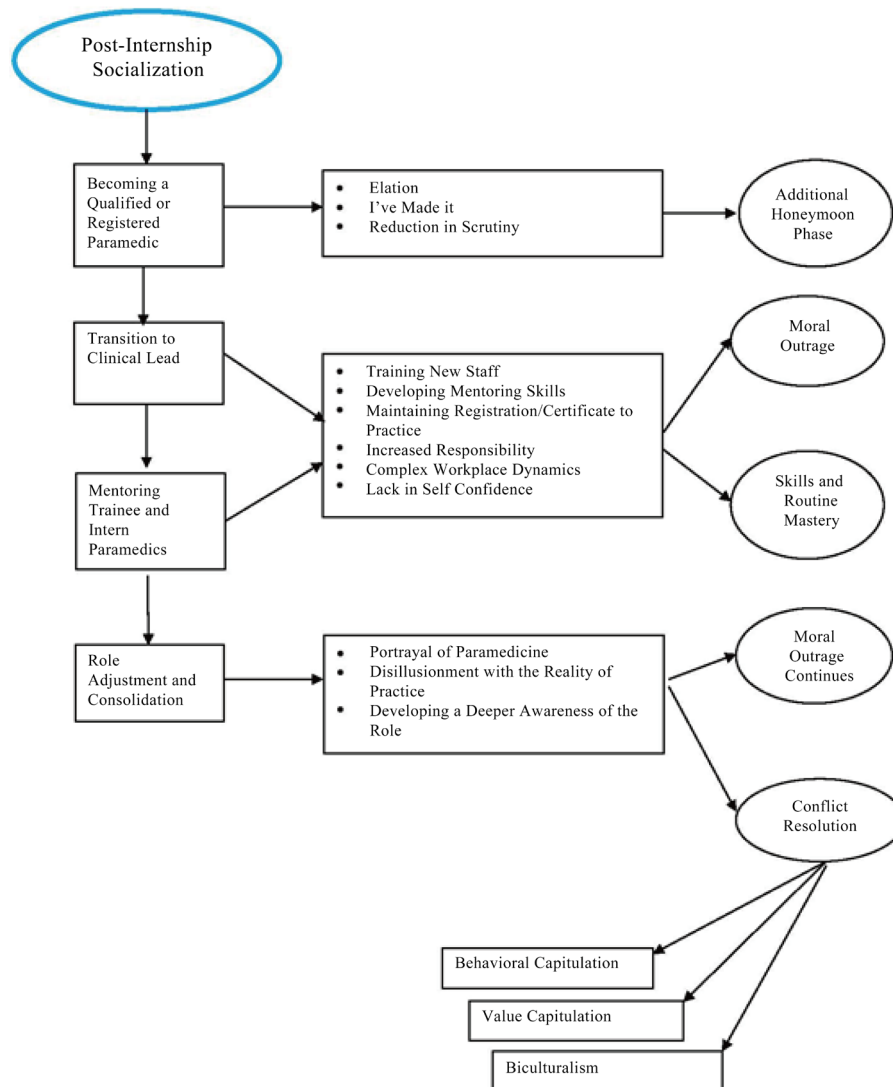 Post-Internship
Socialization
Becoming a
Qualified or
Registered
Paramedic
• Elation
• I've Made it
• Reduction in Scrutiny
Additional
Honeymoon
Phase
Transition to
Clinical Lead
• Training New Staff
• Developing Mentoring Skills
• Maintaining Registration/Certificate to
Practice
• Increased Responsibility
• Complex Workplace Dynamics
• Lack in Self Confidence
Moral
Outrage
Mentoring
Trainee and
Intern
Paramedics
Skills and
Routine
Mastery
Role
Adjustment and
Consolidation
• Portrayal of Paramedicine
• Disillusionment with the Reality of
Practice
• Developing a Deeper Awareness of the
Role
Moral
Outrage
Continues
Conflict
Resolution
Behavioral Capitulation
Value Capitulation
Biculturalism